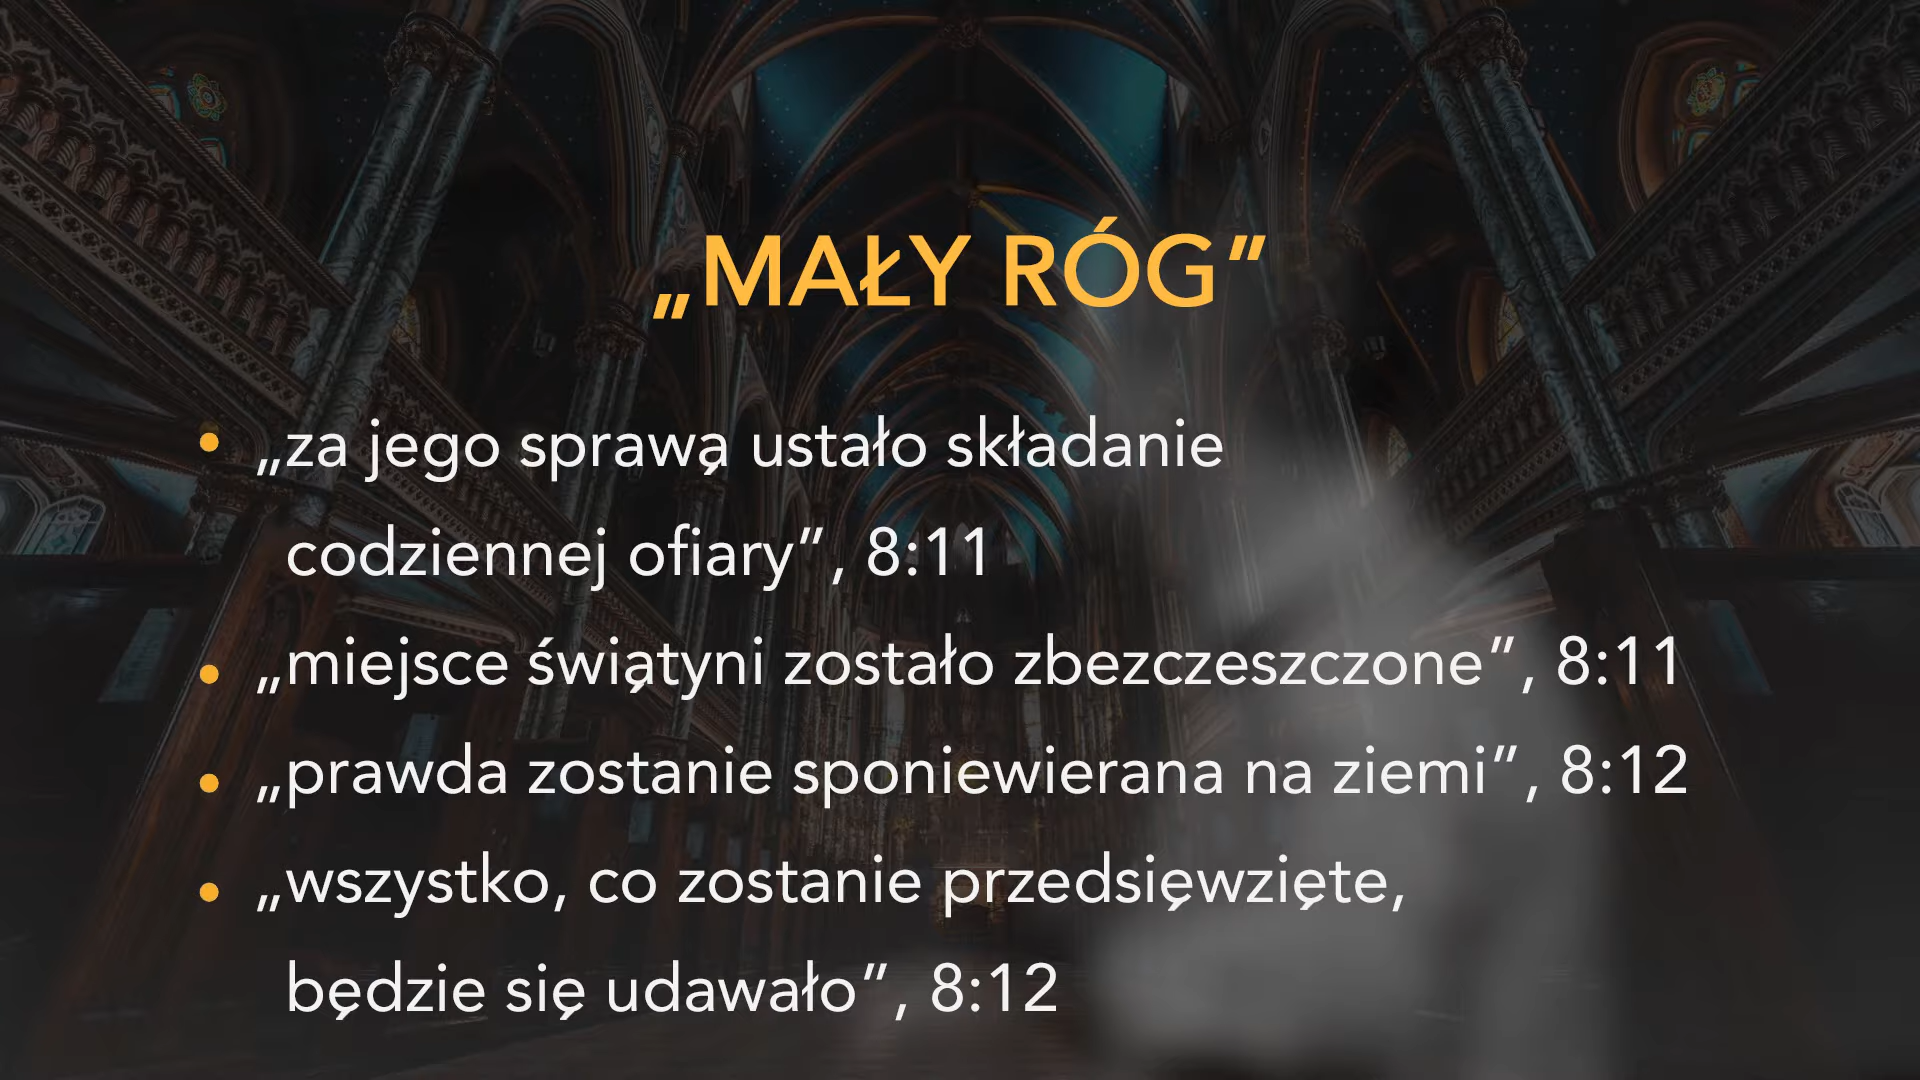 „MAŁY RÓG”
• „za jego sprawą ustało składanie
codziennej ofiary”, 8:11
• „miejsce świątyni zostało zbezczeszczone”, 8:11
• „prawda zostanie sponiewierana na ziemi”, 8:12
• „wszystko, co zostanie przedsięwzięte,
będzie się udawało”, 8:12